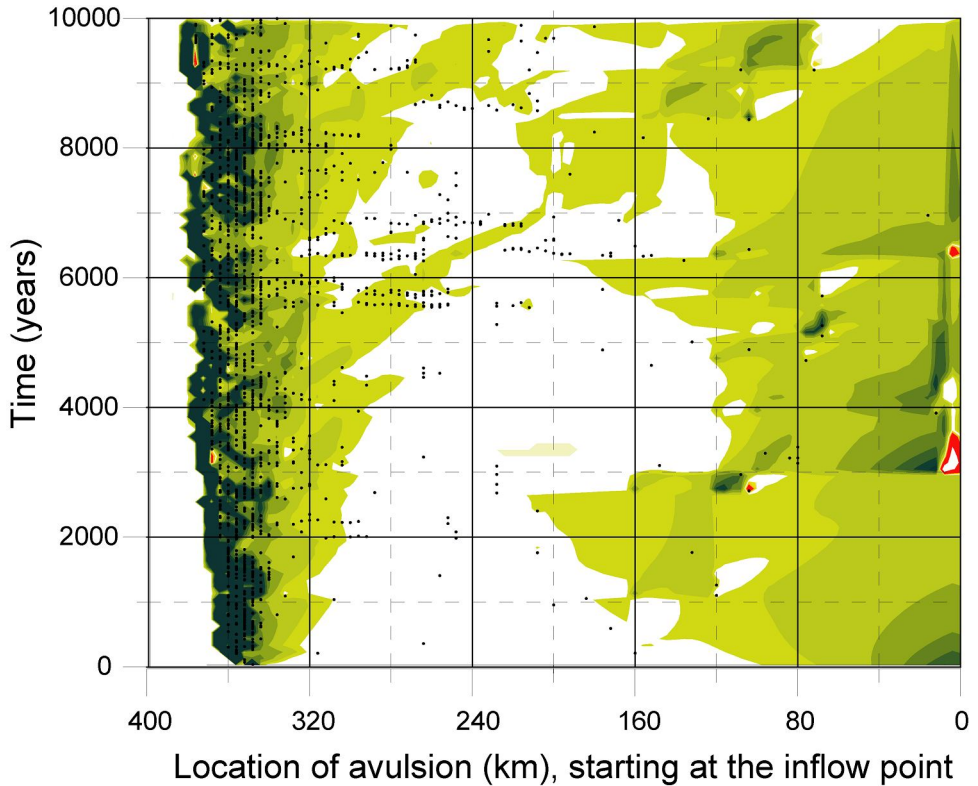 10000
8000
6000
4000
2000
0
Time (years)
400 320 240 160 80 0
Location of avulsion (km), starting at the inflow point